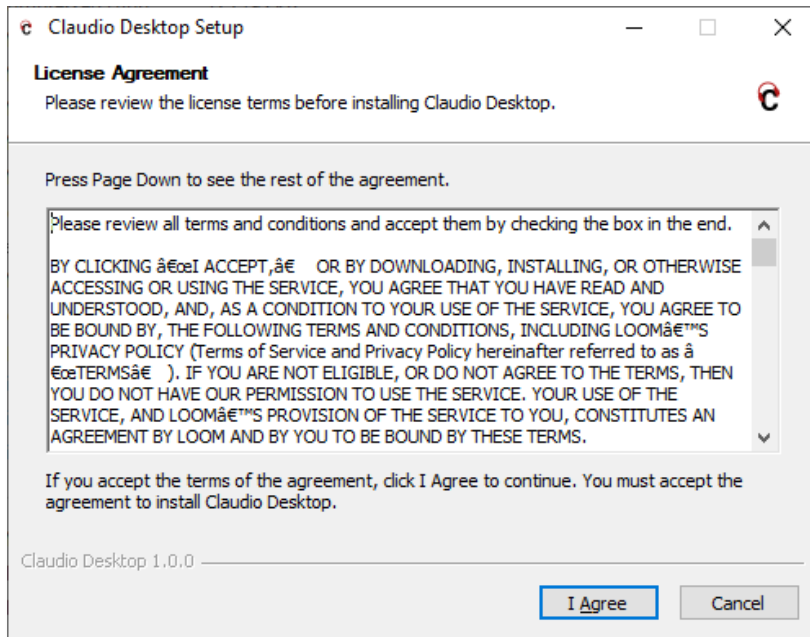 Claudio Desktop Setup
License Agreement
Please review the license terms before installing Claudio Desktop.
Press Page Down to see the rest of the agreement.
Please review all terms and conditions and accept them by checking the box in the end.
BY CLICKING â€œI ACCEPT,â€ OR BY DOWNLOADING, INSTALLING, OR OTHERWISE
ACCESSING OR USING THE SERVICE, YOU AGREE THAT YOU HAVE READ AND
UNDERSTOOD, AND, AS A CONDITION TO YOUR USE OF THE SERVICE, YOU AGREE TO
BE BOUND BY, THE FOLLOWING TERMS AND CONDITIONS, INCLUDING LOOMâ€™S
PRIVACY POLICY (Terms of Service and Privacy Policy hereinafter referred to as â
€œTERMSâ€ ). IF YOU ARE NOT ELIGIBLE, OR DO NOT AGREE TO THE TERMS, THEN
YOU DO NOT HAVE OUR PERMISSION TO USE THE SERVICE. YOUR USE OF THE
SERVICE, AND LOOMâ€™S PROVISION OF THE SERVICE TO YOU, CONSTITUTES AN
AGREEMENT BY LOOM AND BY YOU TO BE BOUND BY THESE TERMS.
If you accept the terms of the agreement, click I Agree to continue. You must accept the
agreement to install Claudio Desktop.
Claudio Desktop 1.0.0
I Agree
Cancel